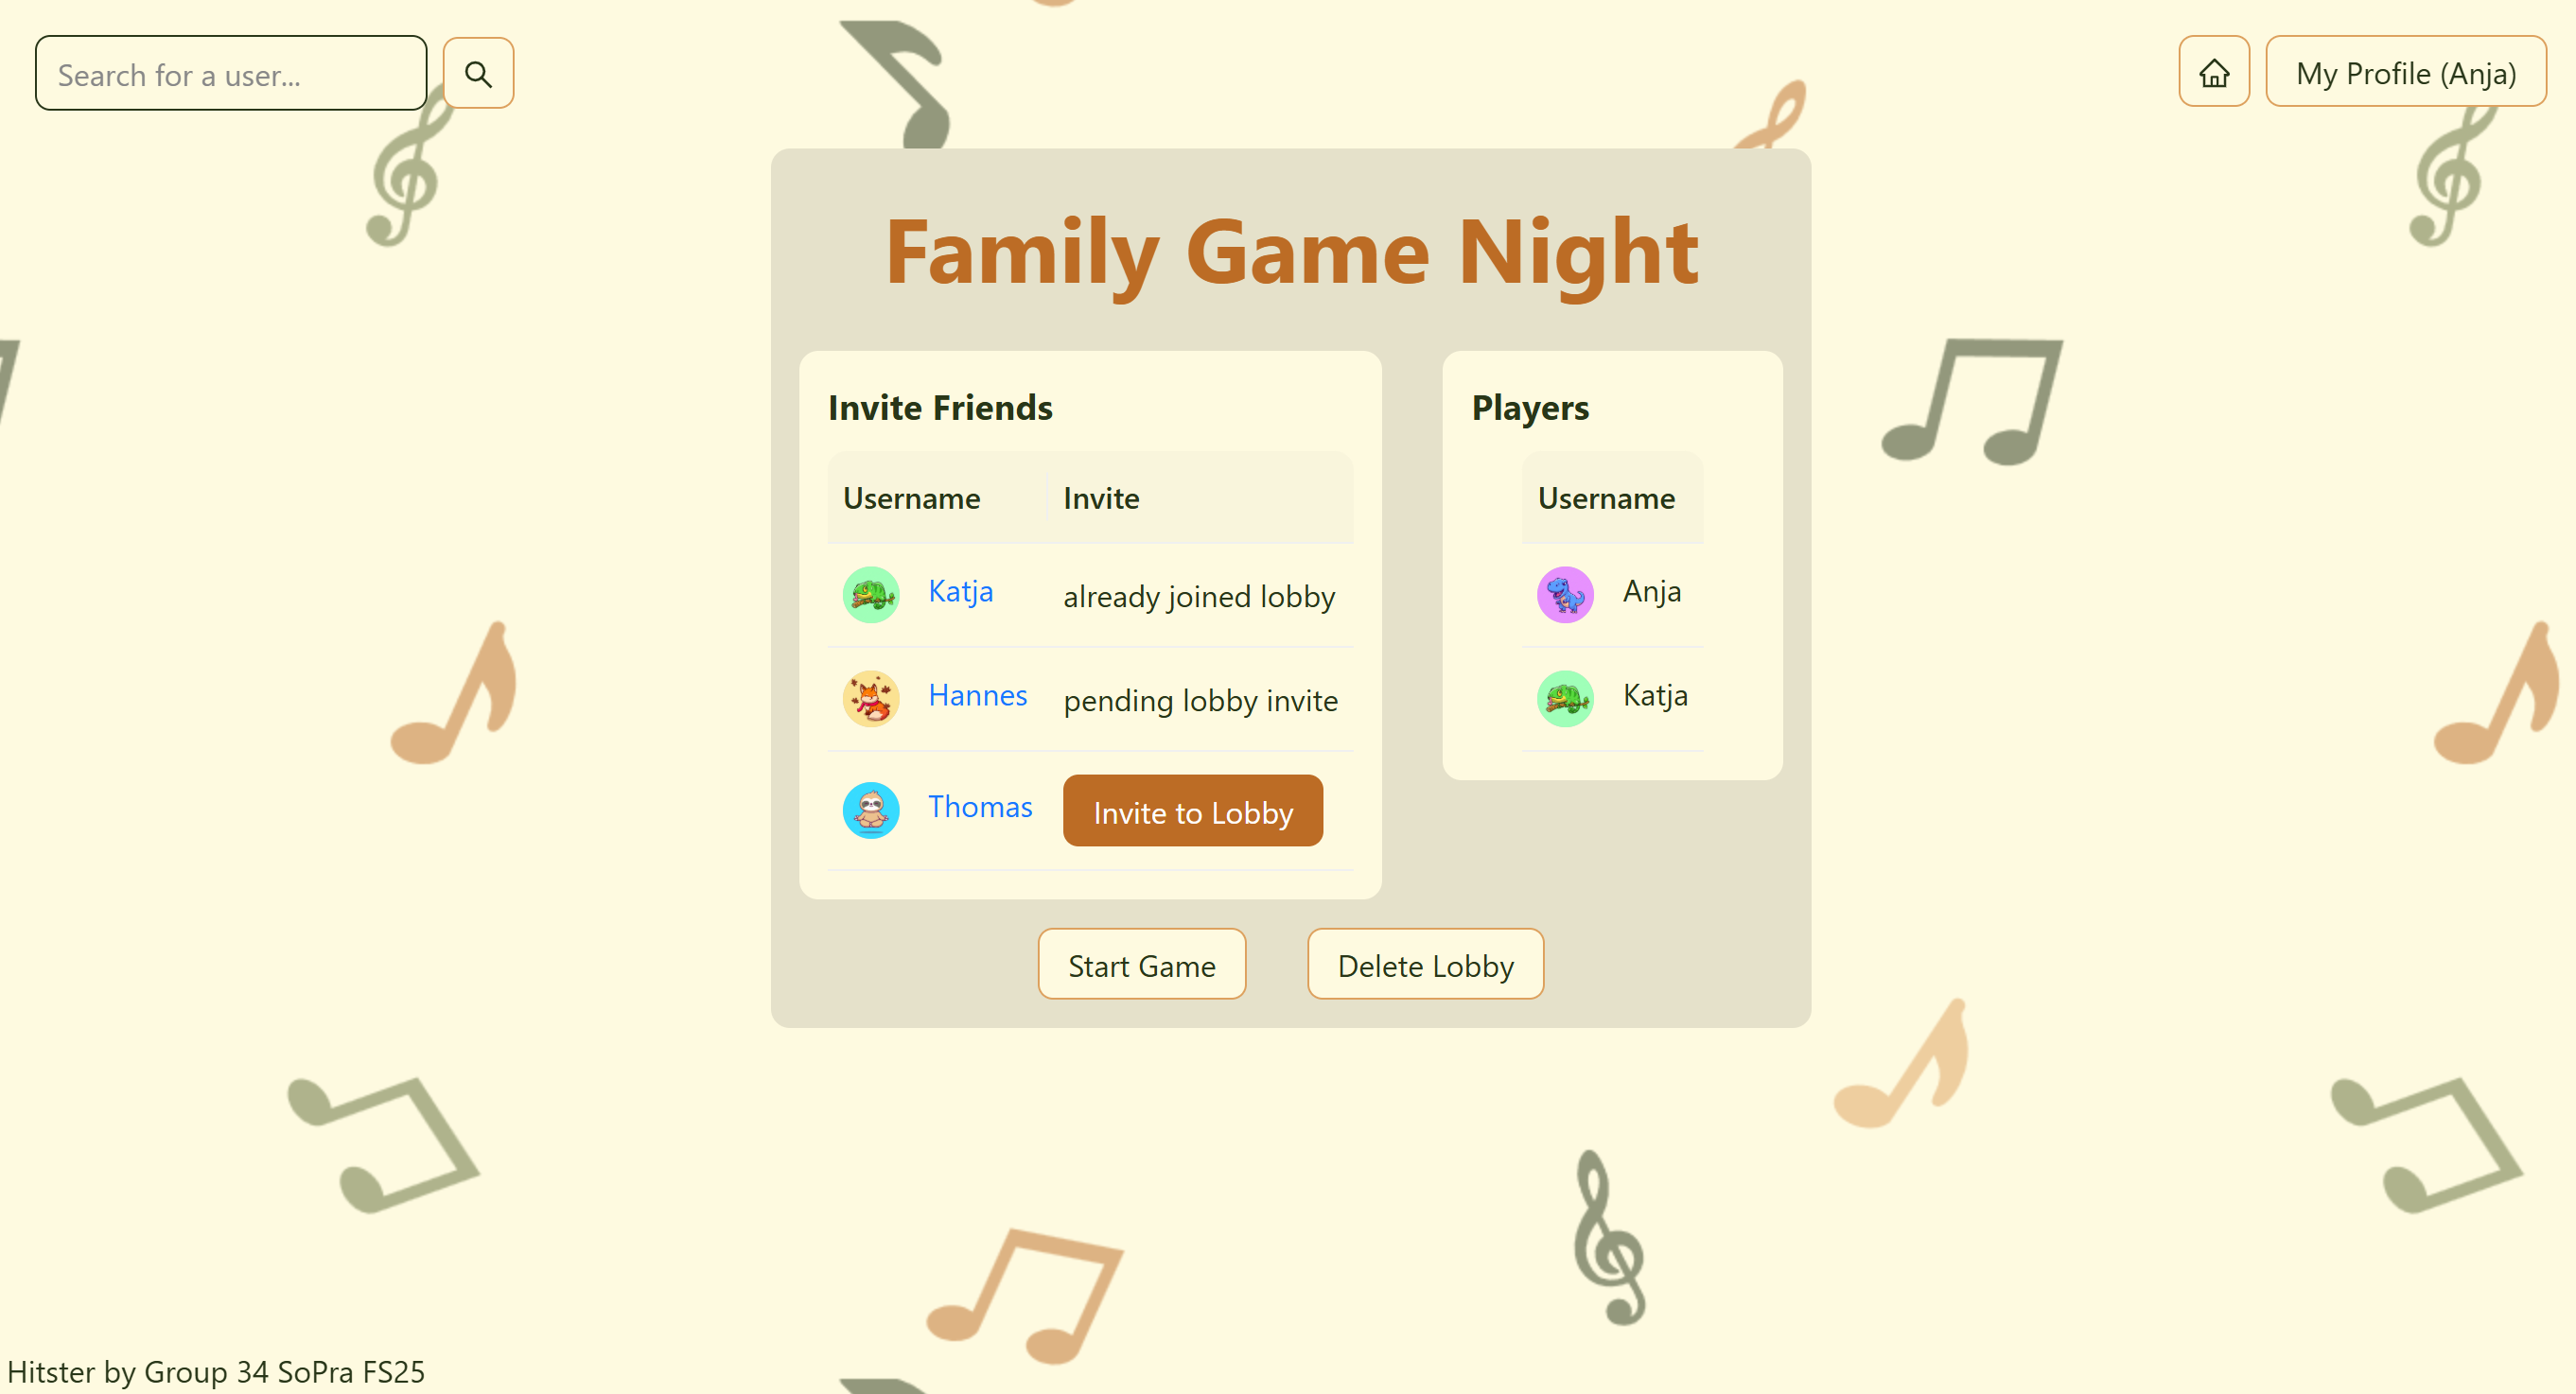 Search for a user...
My Profile (Anja)
Family Game Night
Invite Friends
Username Invite
Katja already joined lobby
Hannes pending lobby invite
Thomas Invite to Lobby
Players
Username
Anja
Katja
Start Game Delete Lobby
Hitster by Group 34 SoPra FS25